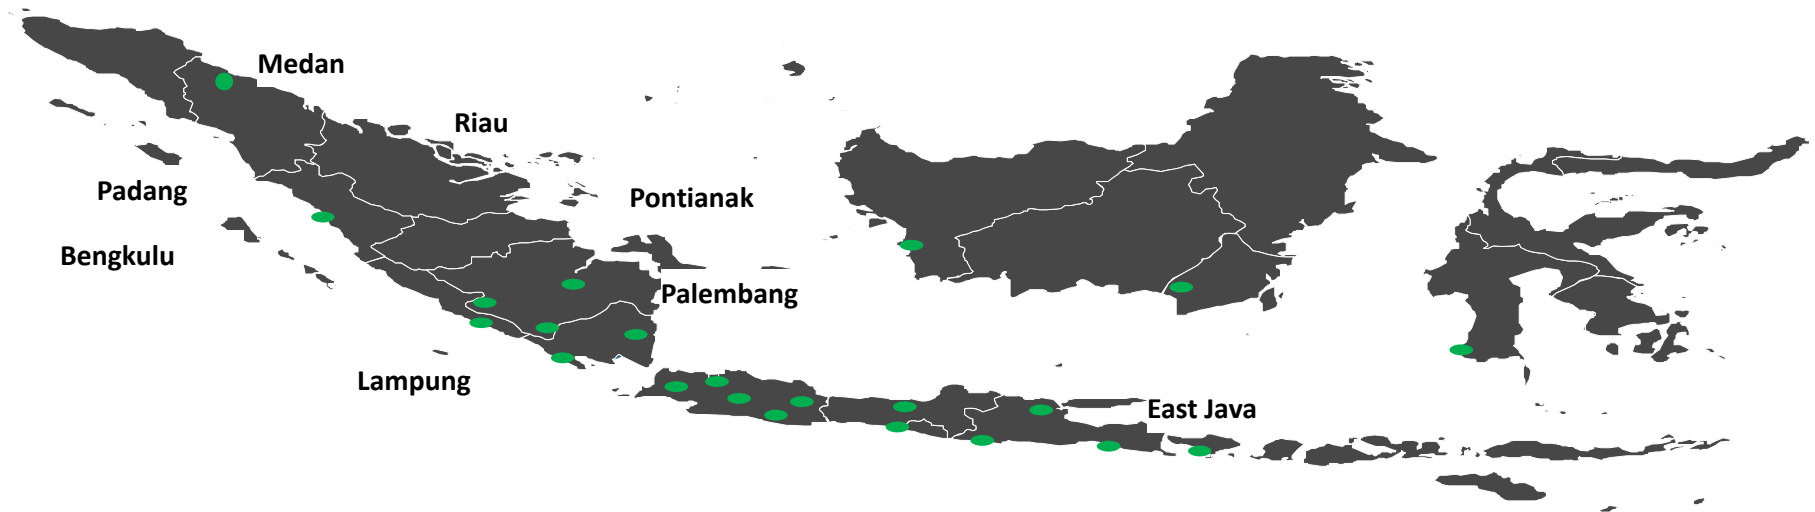 Medan
Riau
Padang
Pontianak
Bengkulu
Palembang
Lampung
East Java